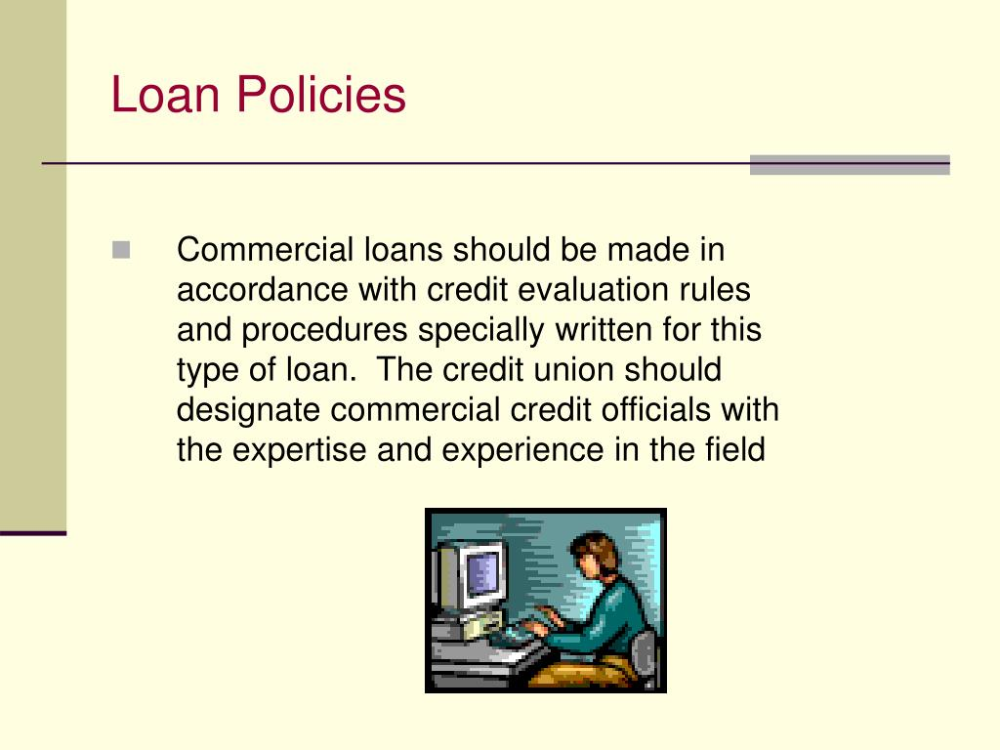 Loan Policies
Commercial loans should be made in
accordance with credit evaluation rules
and procedures specially written for this
type of loan.  The credit union should
designate commercial credit officials with
the expertise and experience in the field